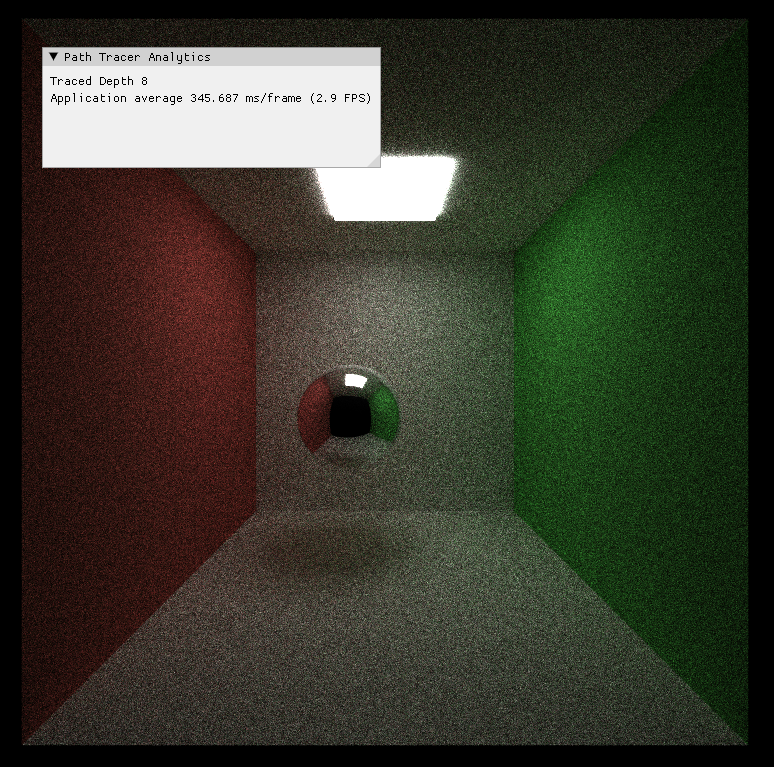 Path Tracer Analytics
Traced Depth 8
Application average 345.687 ms/frame (2.9 FPS)